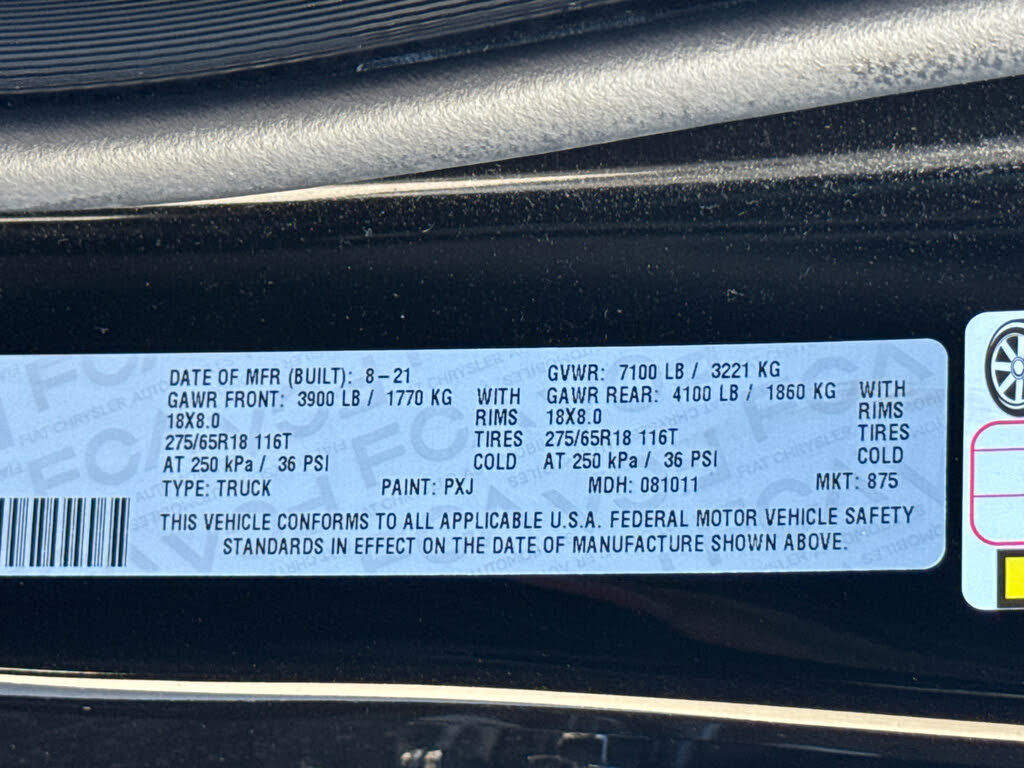 DATE OF MFR (BUILT): 8-21 GVWR: 7100 LB / 3221 KG
GAWR FRONT: 3900 LB / 1770 KG WITH GAWR REAR: 4100 LB / 1860 KG WITH
18X8.0 RIMS 18X8.0 RIMS
275/65R18 116T TIRES 275/65R18 116T TIRES
AT 250 kPa / 36 PSI COLD AT 250 kPa / 36 PSI COLD
TYPE: TRUCK PAINT: PXJ MDH: 081011 MKT: 875
THIS VEHICLE CONFORMS TO ALL APPLICABLE U.S.A. FEDERAL MOTOR VEHICLE SAFETY
STANDARDS IN EFFECT ON THE DATE OF MANUFACTURE SHOWN ABOVE.